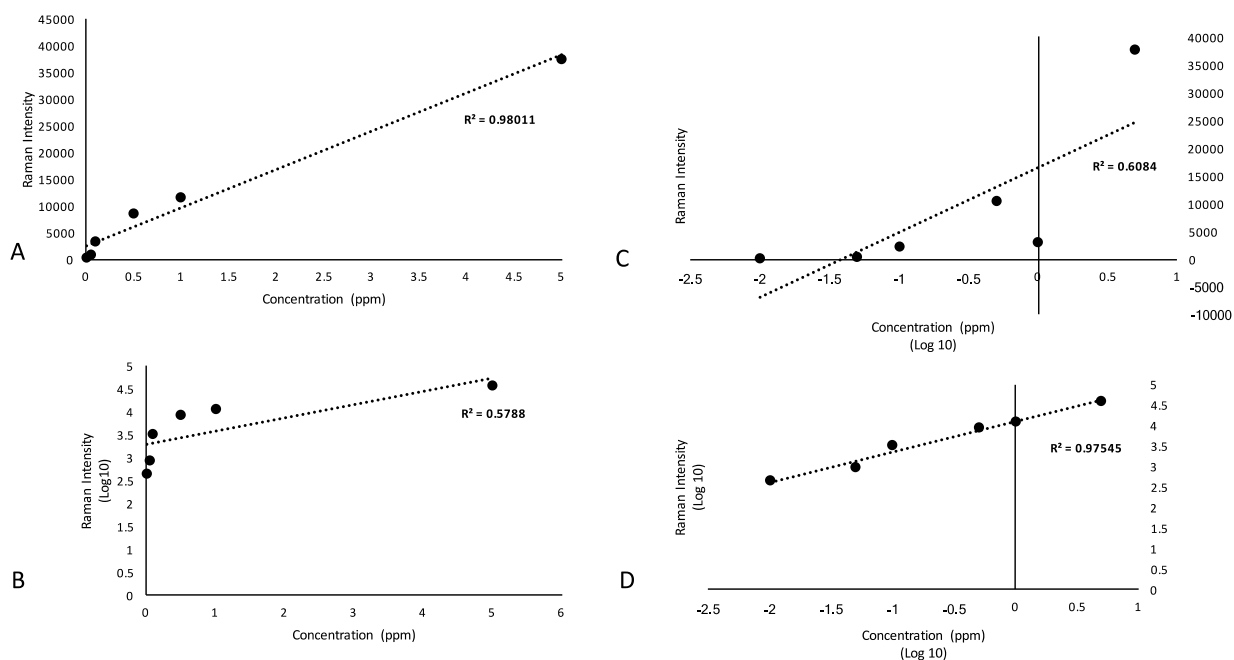 45000
40000
35000
30000
25000
20000
15000
10000
5000
0
Raman Intensity
R² = 0.98011
0 0.5 1 1.5 2 2.5 3 3.5 4 4.5 5
Concentration (ppm)
A
40000
35000
30000
25000
20000
15000
10000
5000
0
-5000
-10000
Raman Intensity
R² = 0.6084
-2.5 -2 -1.5 -1 -0.5 0 0.5 1
Concentration (ppm)
(Log 10)
C
5
4.5
4
3.5
3
2.5
2
1.5
1
0.5
0
Raman Intensity
(Log10)
R² = 0.5788
0 1 2 3 4 5 6
Concentration (ppm)
B
5
4.5
4
3.5
3
2.5
2
1.5
1
0.5
0
Raman Intensity
(Log 10)
R² = 0.97545
-2.5 -2 -1.5 -1 -0.5 0 0.5 1
Concentration (ppm)
(Log 10)
D